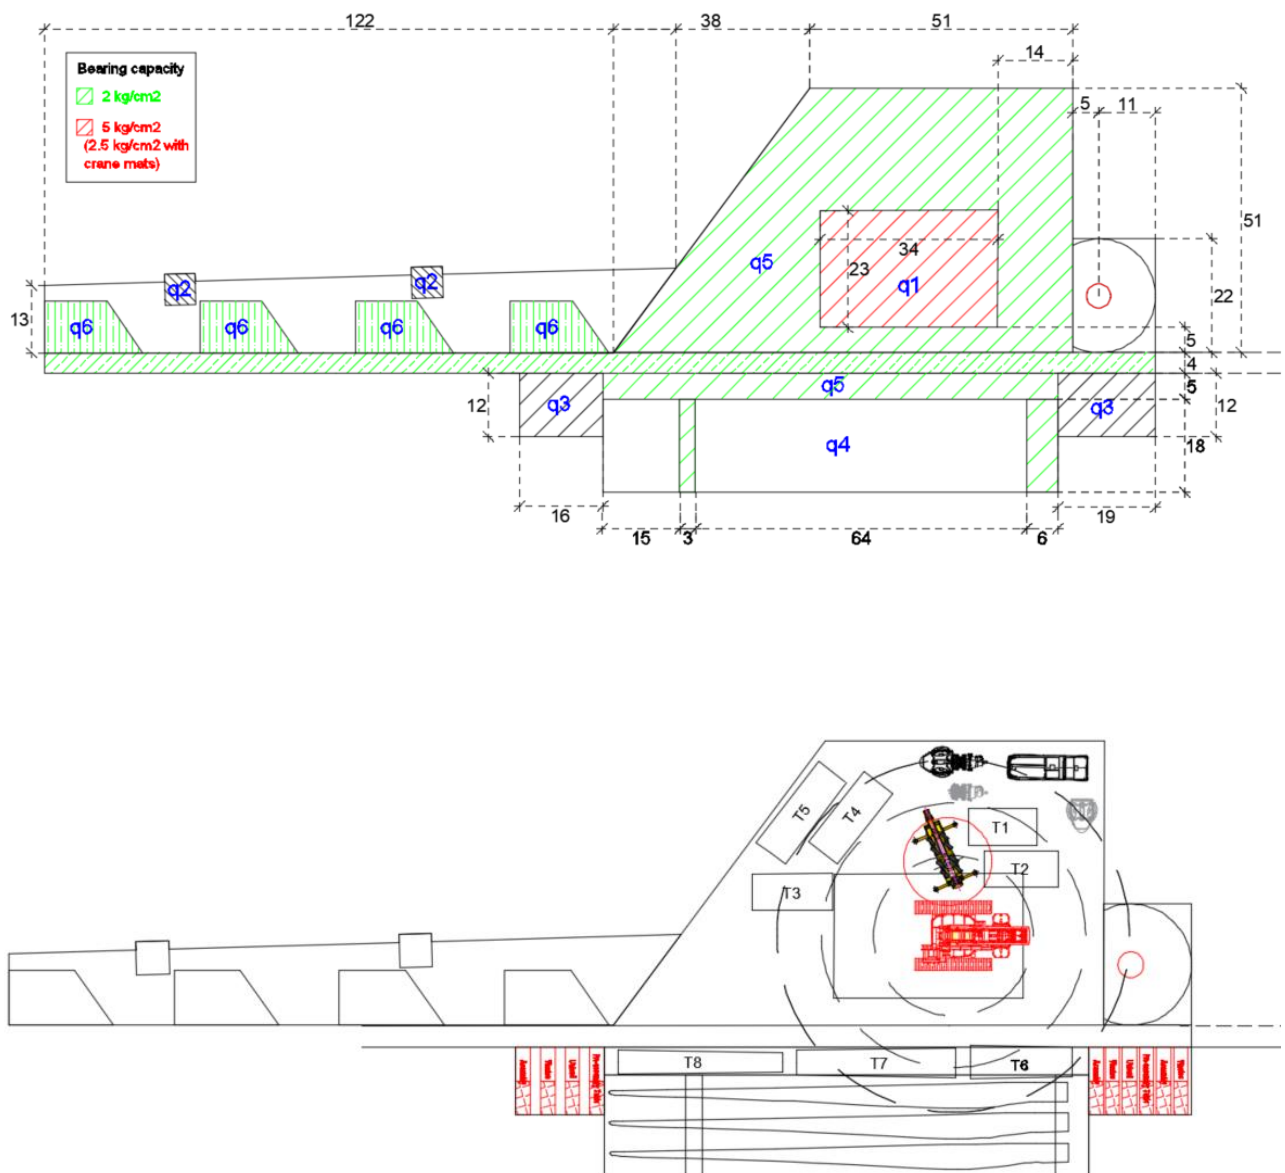 122
38
51
14
Bearing capacity
2 kg/cm2
5 kg/cm2
(2.5 kg/cm2 with
crane mats)
5
11
51
q5
34
23
q1
q2
q2
22
13
q6
q6
q6
q6
5
4
q5
5
12
q3
q3
12
q4
18
16
19
15
3
64
6
T5
T4
T1
T2
T3
T8
T7
T6